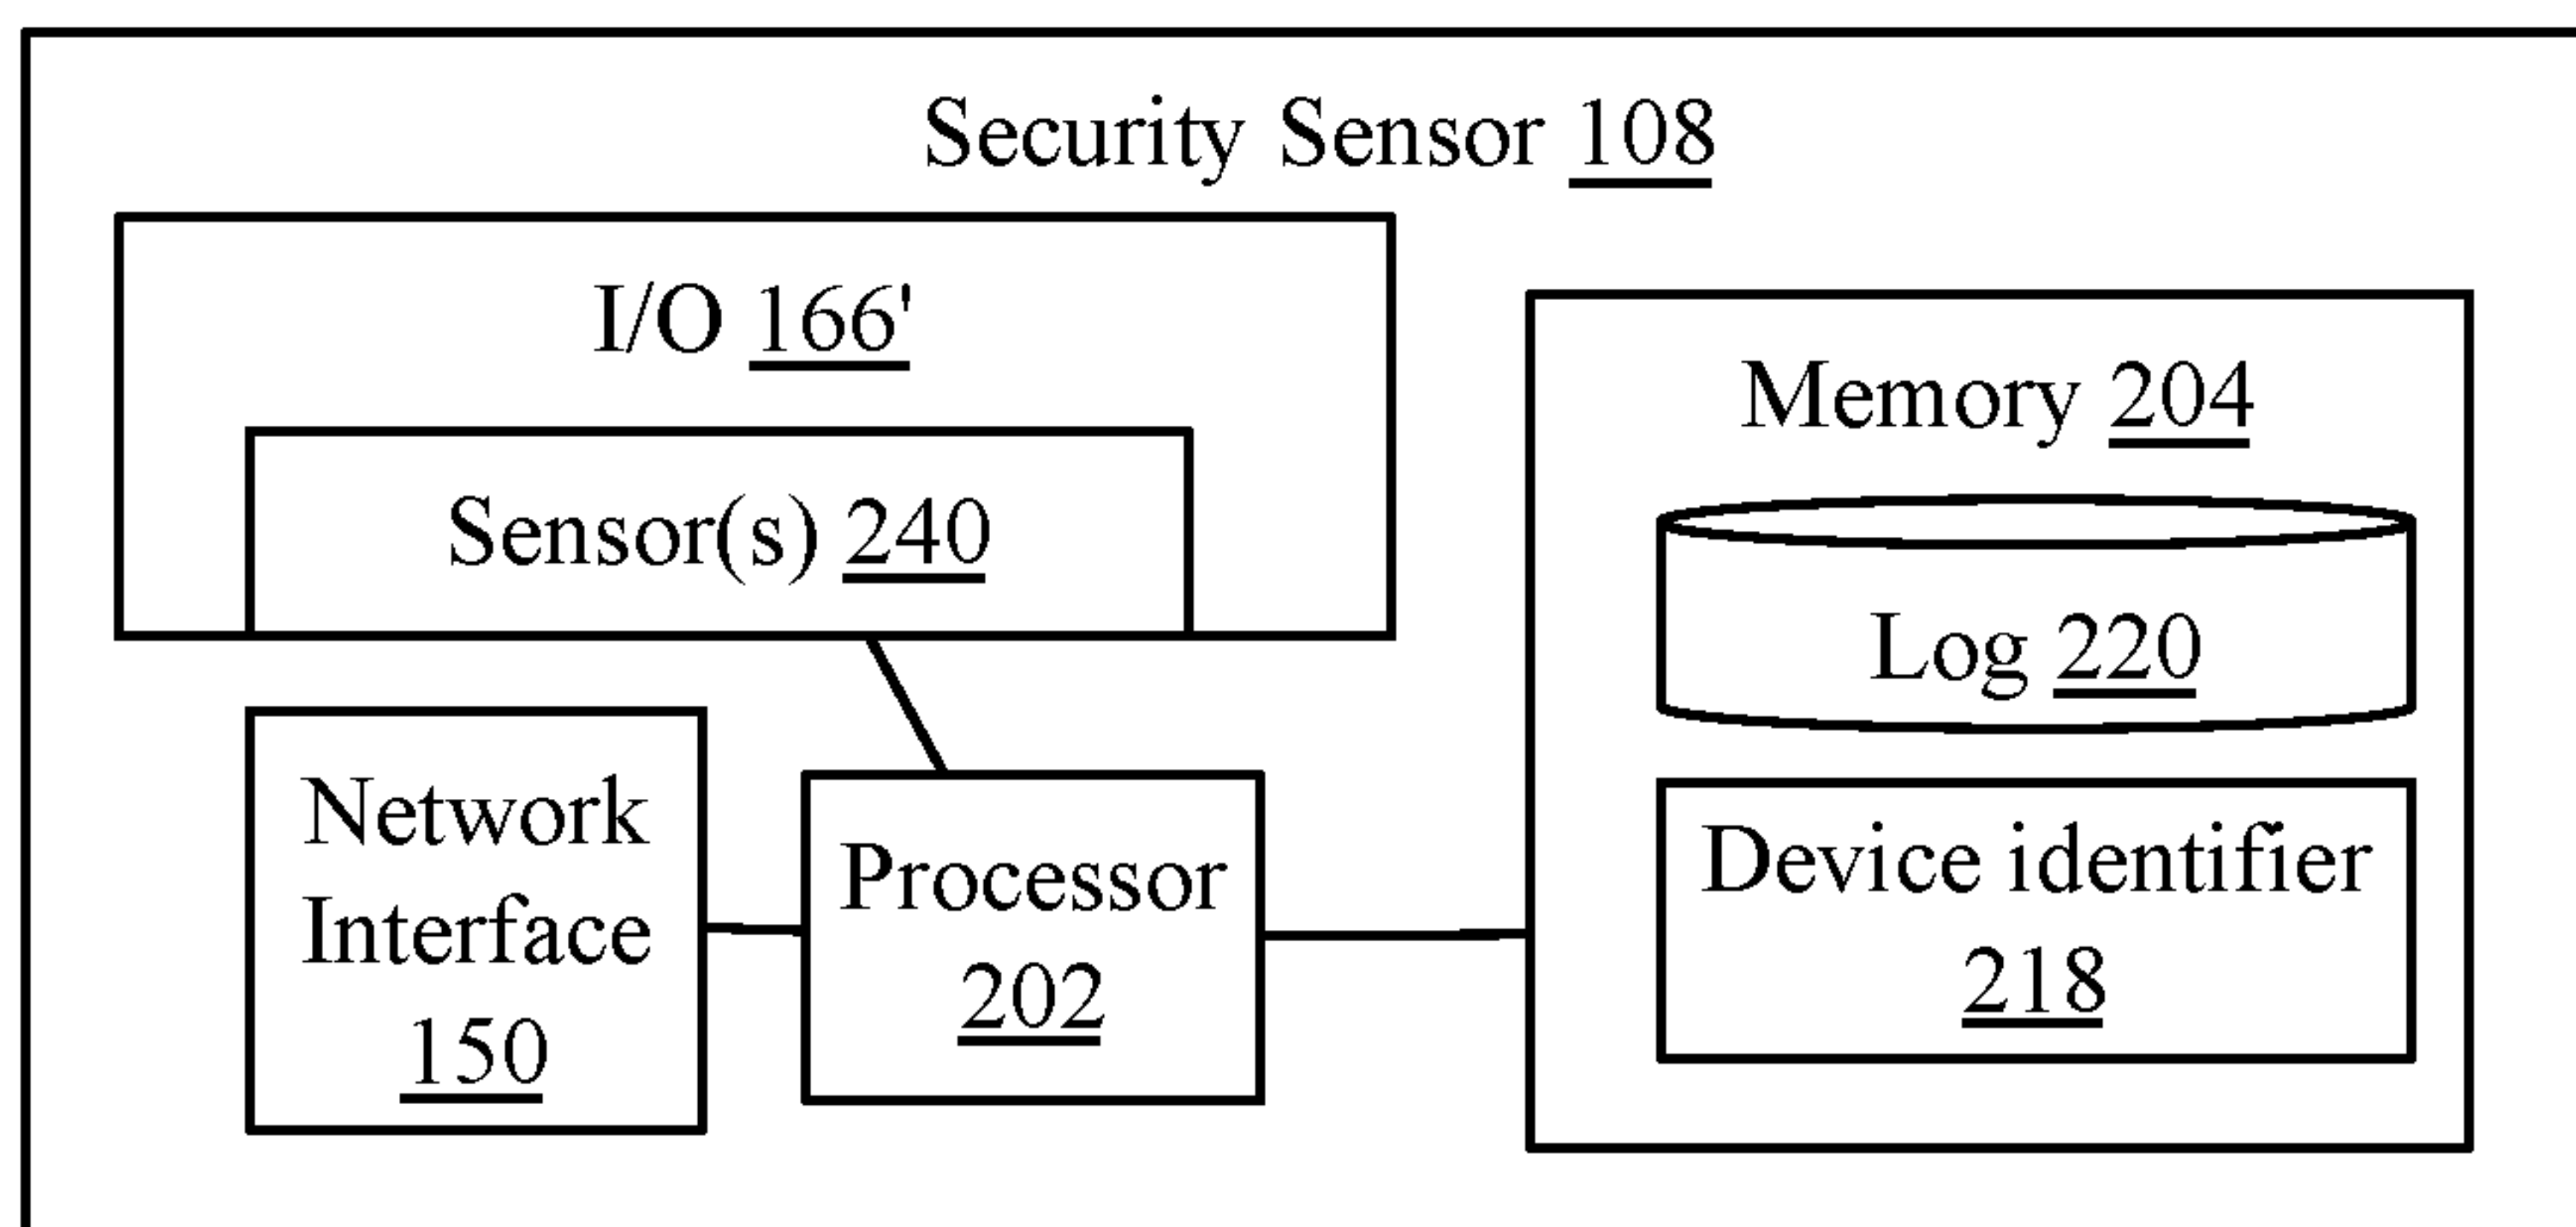 Security Sensor 108
I/O 166'
Sensor(s) 240
Memory 204
Log 220
Network
Interface
150
Processor
202
Device identifier
218